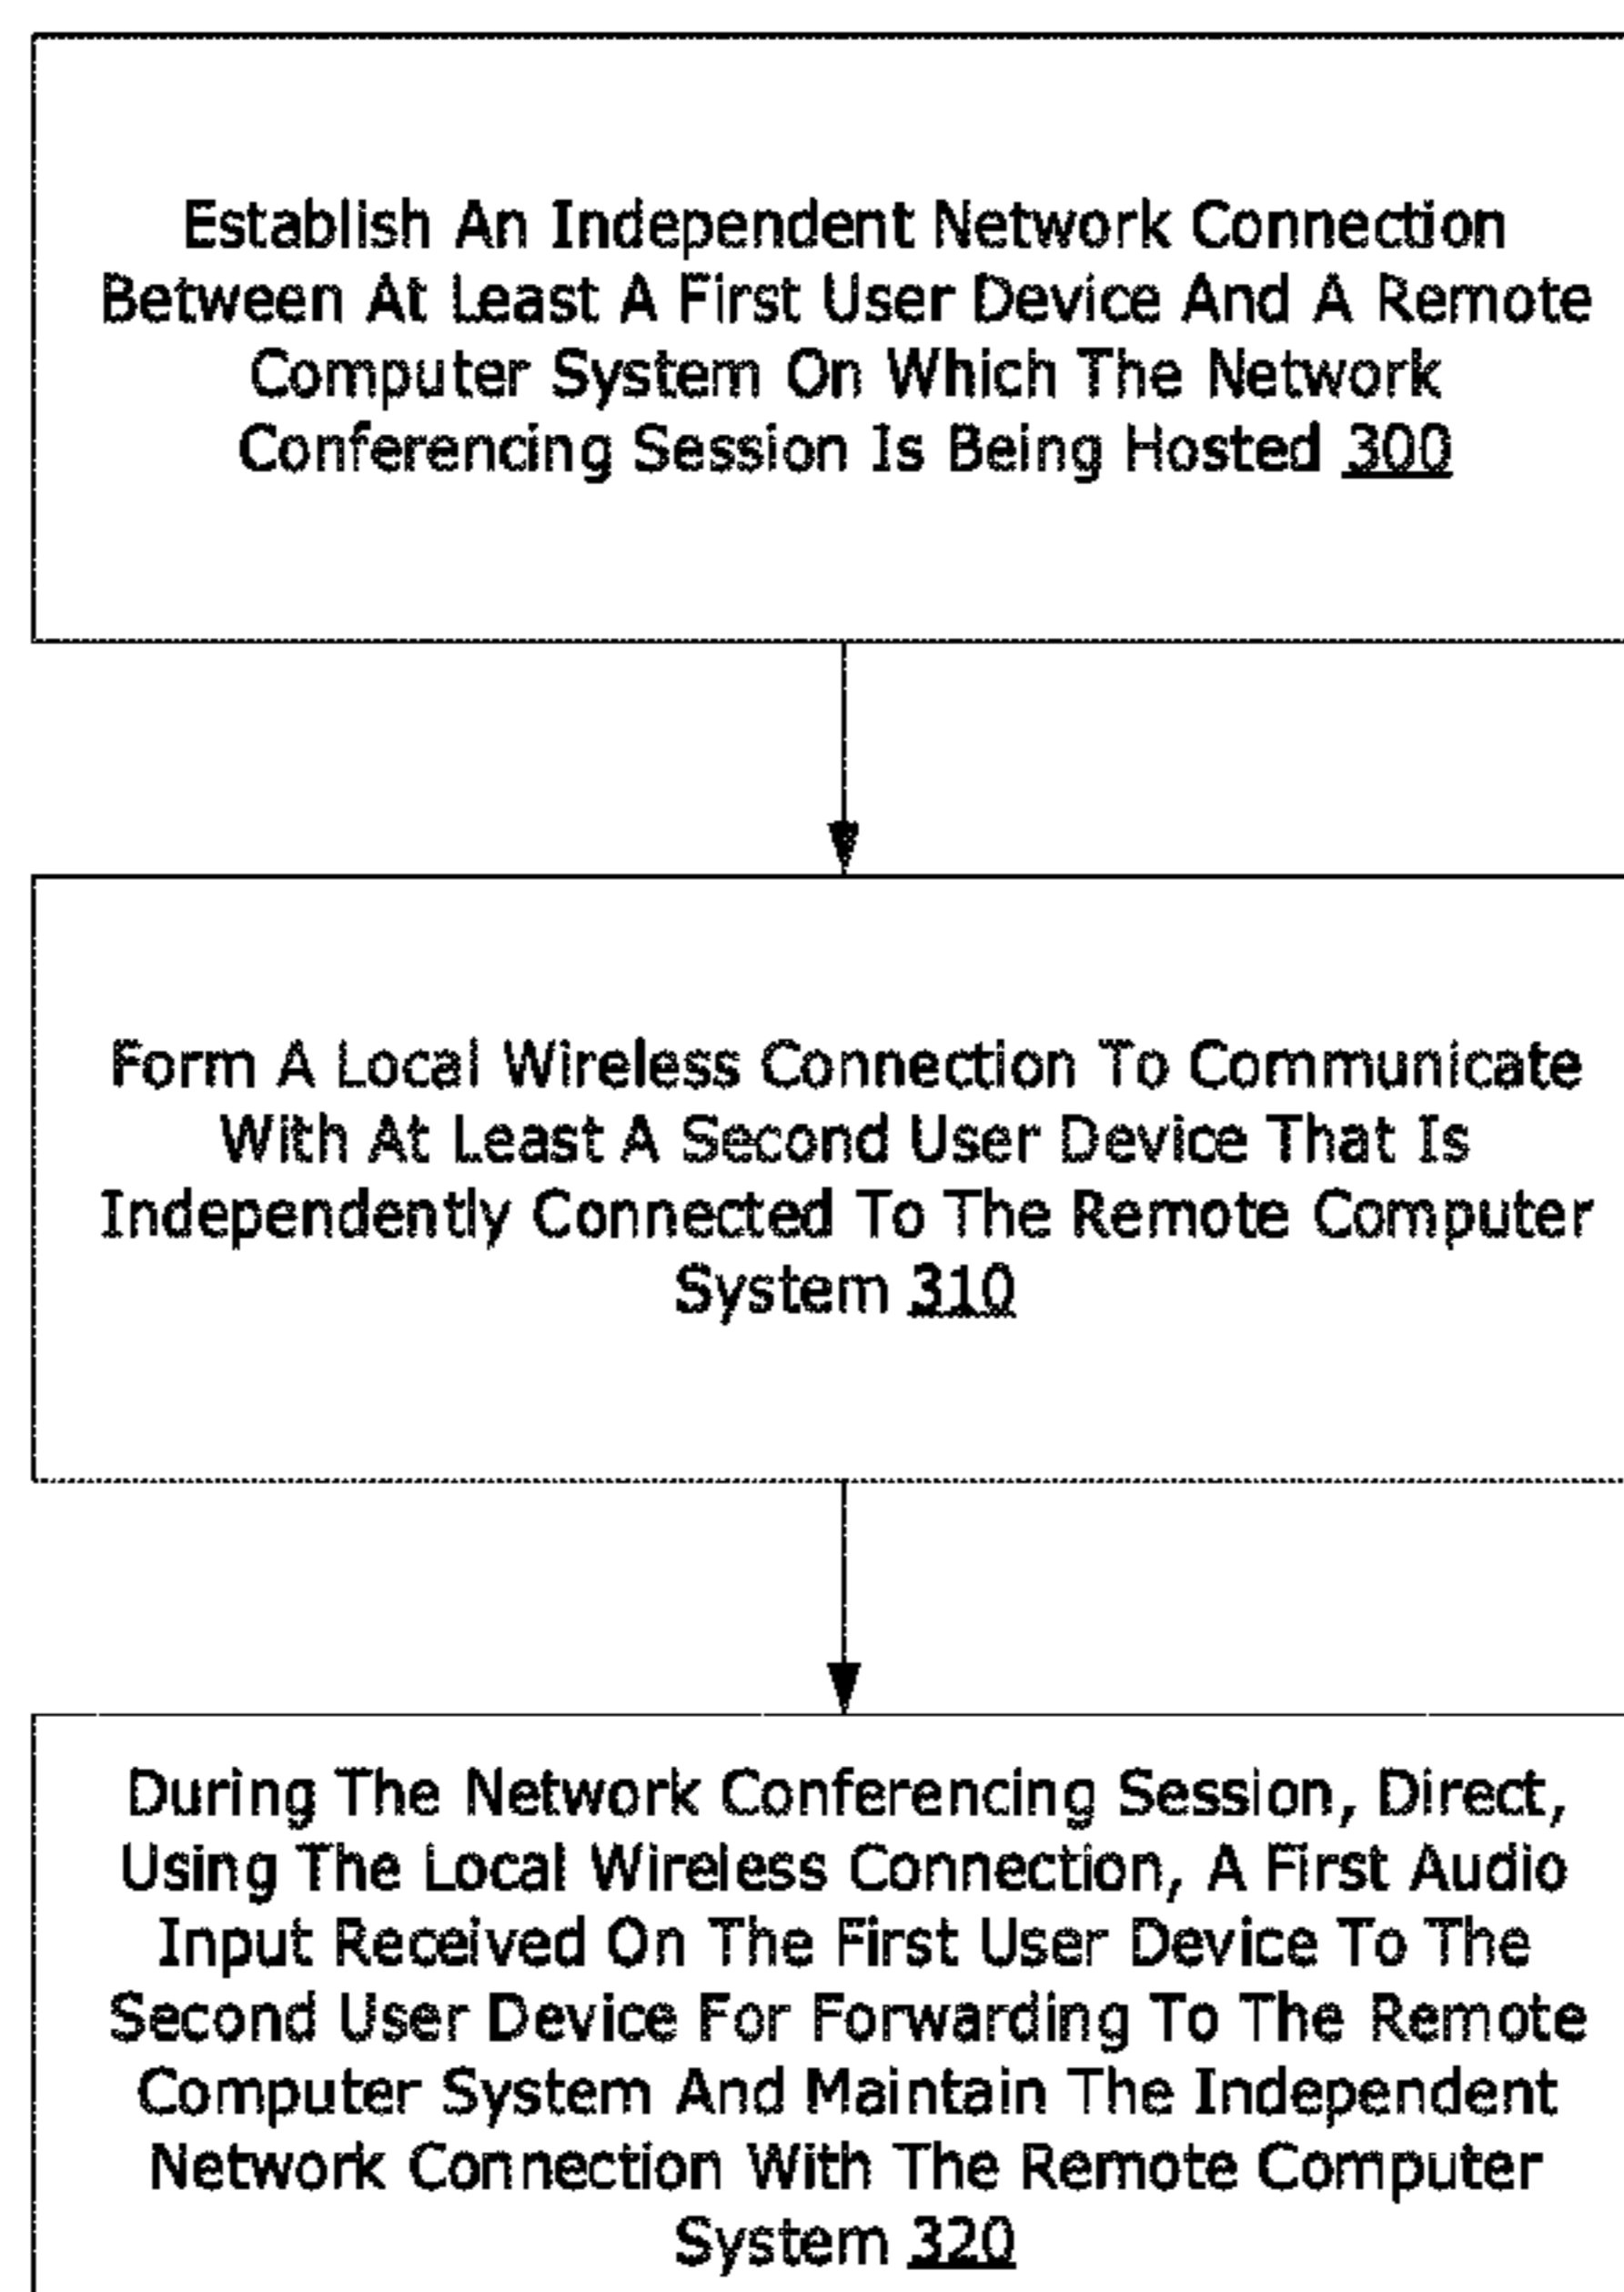 Establish An Independent Network Connection
Between At Least A First User Device And A Remote
Computer System On Which The Network
Conferencing Session Is Being Hosted 300
Form A Local Wireless Connection To Communicate
With At Least A Second User Device That Is
Independently Connected To The Remote Computer
System 310
During The Network Conferencing Session, Direct,
Using The Local Wireless Connection, A First Audio
Input Received On The First User Device To The
Second User Device For Forwarding To The Remote
Computer System And Maintain The Independent
Network Connection With The Remote Computer
System 320